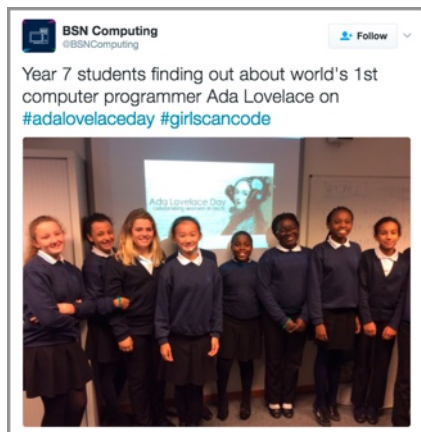 BSN Computing
@BSNComputing
Follow
Year 7 students finding out about world's 1st
computer programmer Ada Lovelace on
#adalovelaceday #girlscancode
Ada Lovelace Day